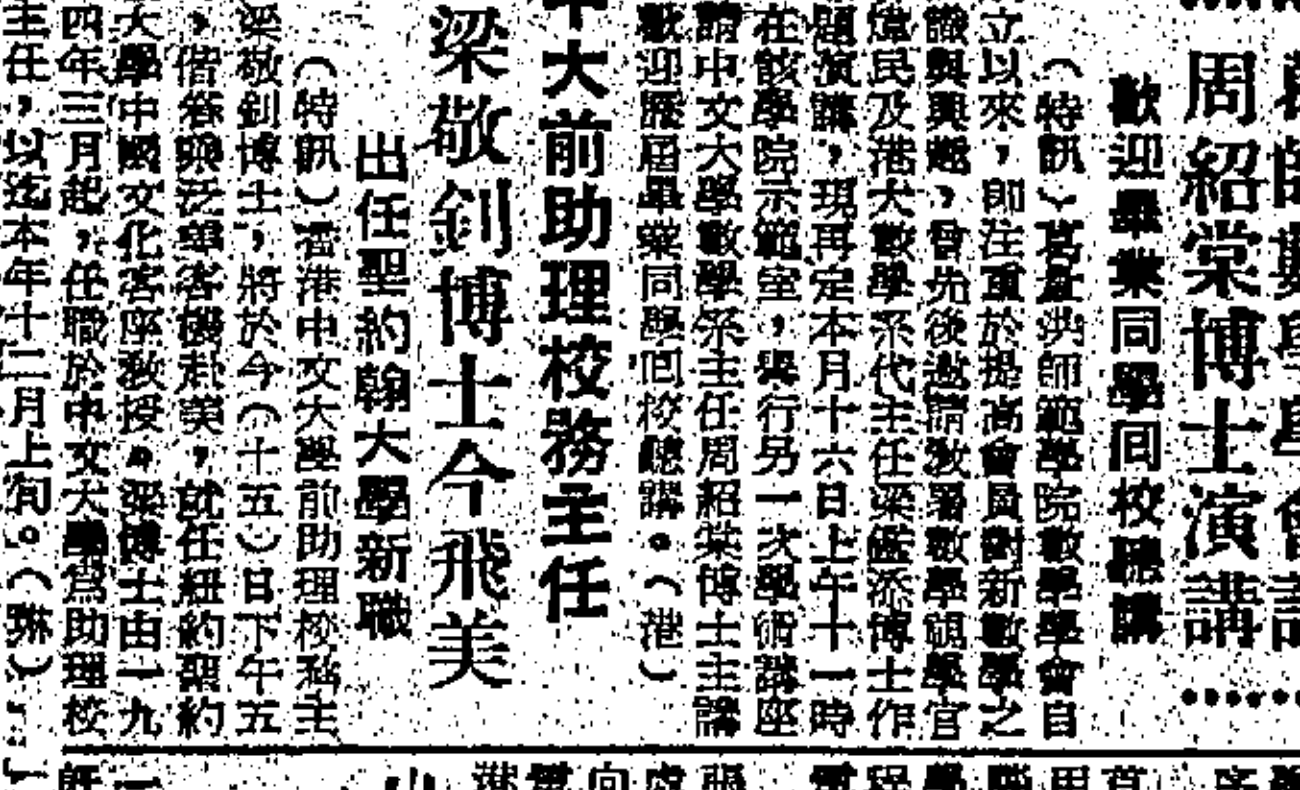 周紹棠博士演講
歡迎畢業同學回校聽講
（特訊）葛量洪師範學院數學學會自
立以來，師注重於提高會員對新數學之
識與興趣，曾先後邀請教署數學視學官
煒民及港大數學系代主任梁鑑添博士作
題演講，現再定本月十六日上午十一時
在該學院示範室，舉行另一次學術講座
請中文大學數學系主任周紹棠博士主講
歡迎歷屆畢業同學回校聽講。（港）
大前助理校務主任
梁敬釗博士今飛美
出任聖約翰大學新職
（特訊）香港中文大學前助理校務主
梁敬釗博士，將於今（十五）日下午五
，偕眷乘泛美客機赴美，就任紐約聖約
大學中國文化客座教授。梁博士由一九
四年三月起，任職於中文大學為助理校
主任，以迄本年十二月上旬。（琳）